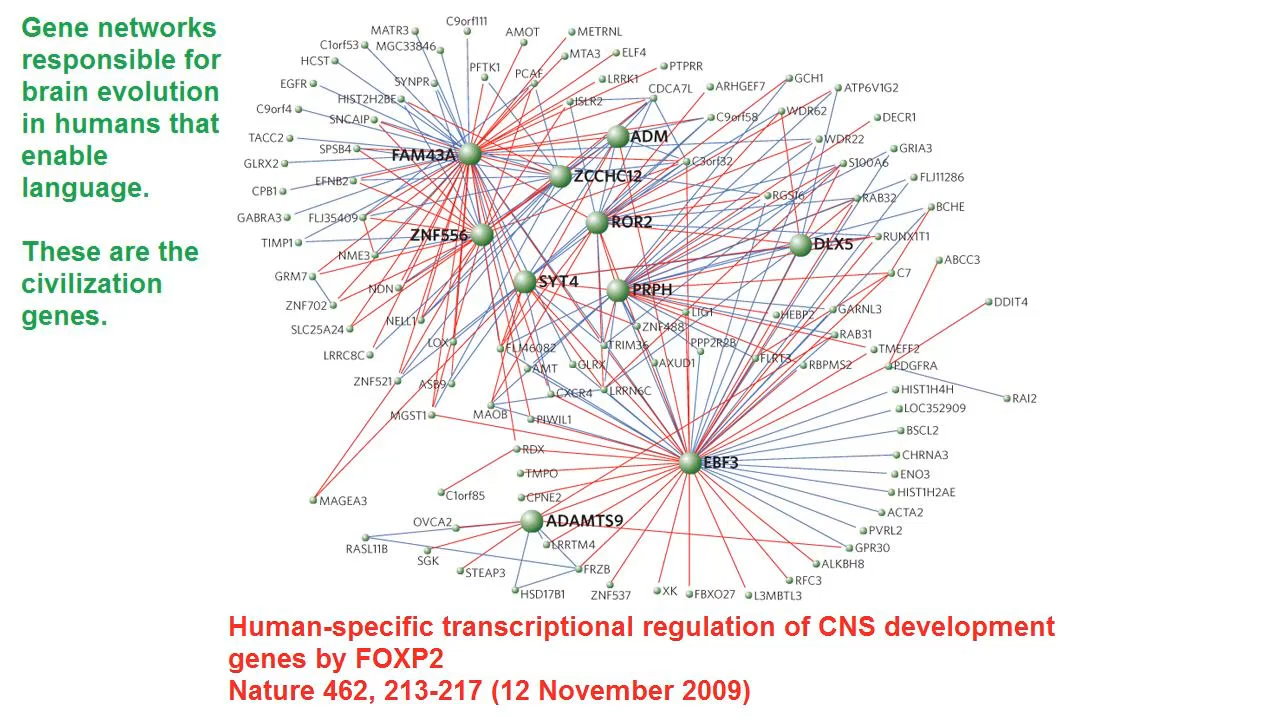 Gene networks
responsible for
brain evolution
in humans that
enable
language.
These are the
civilization
genes.
C9orf111
MATR3
AMOT
METRNL
C1orf53
MGC33846
MTA3
ELF4
HCST
PFTK1
PCAF
LRRK1
PTPRR
EGFR
SYNPR
CDCA7L
ARHGEF7
GCH1
ATP6V1G2
HIST2H2BE
ISLR2
C9orf4
SNCAIP
C9orf58
WDR62
DECR1
TACC2
ADM
WDR22
SPSB4
FAM43A
GRIA3
GLRX2
C3orf32
S100A6
EFNB2
ZCCHC12
FLJ11286
CPB1
RGS16
RAB32
GABRA3
FLJ35409
ROR2
BCHE
ZNF556
DLX5
RUNX1T1
TIMP1
NME3
ABCC3
GRM7
SYT4
PRPH
C7
NDN
DDIT4
ZNF702
LIG1
HEBP2
GARNL3
SLC25A24
NELL1
ZNF488
RAB31
LRRC8C
LOX
FLJ46082
TRIM36
PPP2R2B
TMEFF2
ZNF521
ASB9
AMT
GLRX
AXUD1
FLRT3
RBPMS2
PDGFRA
CXCR4
LRRN6C
HIST1H4H
RAI2
MGST1
MAOB
PIWIL1
LOC352909
BSCL2
RDX
EBF3
CHRNA3
TMPO
ENO3
MAGEA3
C1orf85
CPNE2
HIST1H2AE
OVCA2
ADAMTS9
ACTA2
PVRL2
RASL11B
LRRTM4
GPR30
SGK
ALKBH8
STEAP3
FRZB
RFC3
HSD17B1
ZNF537
XK
FBXO27
L3MBTL3
Human-specific transcriptional regulation of CNS development
genes by FOXP2
Nature 462, 213-217 (12 November 2009)